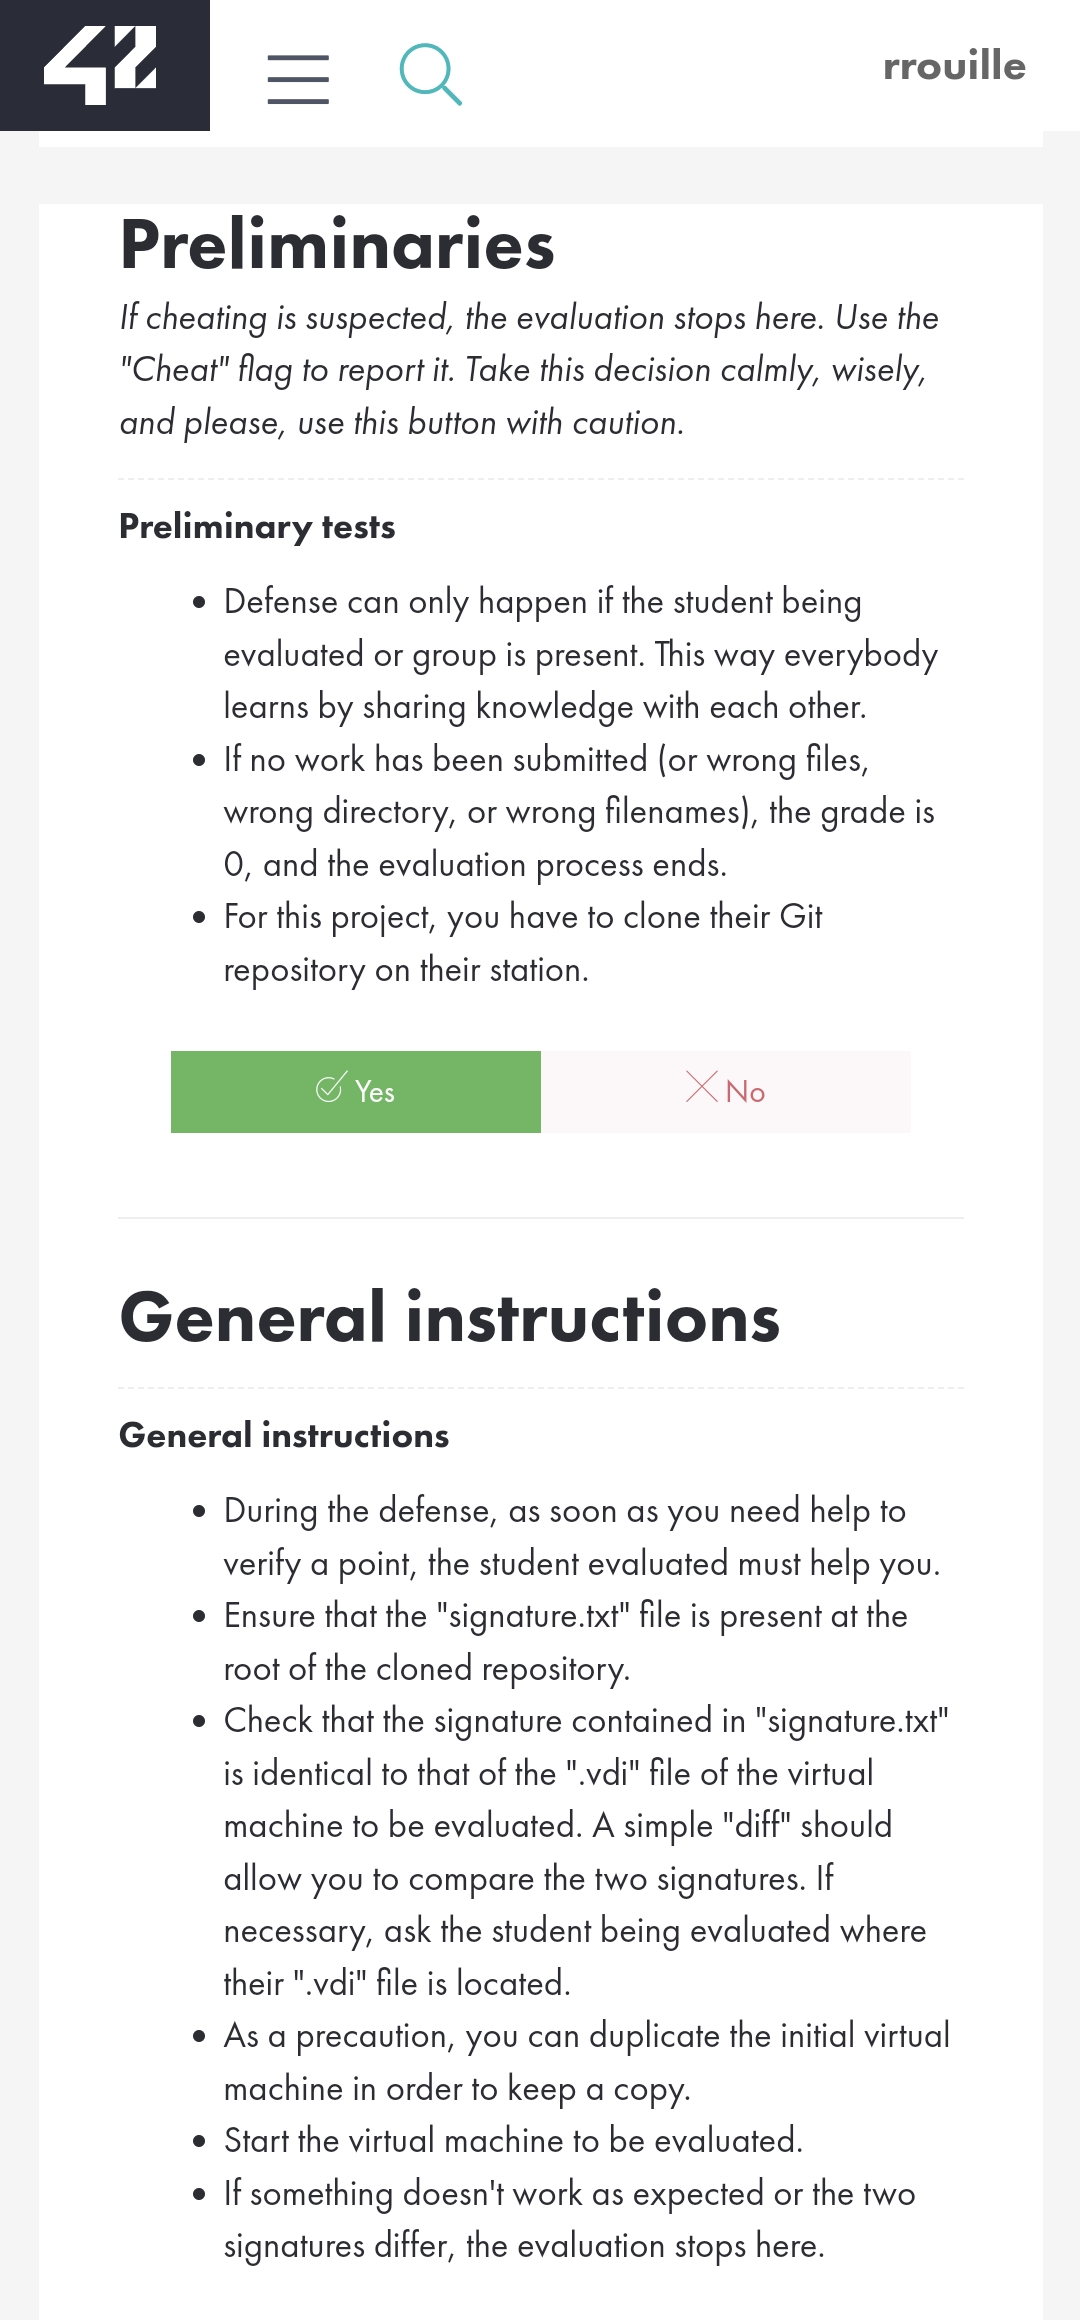 42
rrouille
Preliminaries
If cheating is suspected, the evaluation stops here. Use the
"Cheat" flag to report it. Take this decision calmly, wisely,
and please, use this button with caution.
Preliminary tests
• Defense can only happen if the student being
evaluated or group is present. This way everybody
learns by sharing knowledge with each other.
• If no work has been submitted (or wrong files,
wrong directory, or wrong filenames), the grade is
0, and the evaluation process ends.
• For this project, you have to clone their Git
repository on their station.
Yes
No
General instructions
General instructions
• During the defense, as soon as you need help to
verify a point, the student evaluated must help you.
• Ensure that the "signature.txt" file is present at the
root of the cloned repository.
• Check that the signature contained in "signature.txt"
is identical to that of the ".vdi" file of the virtual
machine to be evaluated. A simple "diff" should
allow you to compare the two signatures. If
necessary, ask the student being evaluated where
their ".vdi" file is located.
• As a precaution, you can duplicate the initial virtual
machine in order to keep a copy.
• Start the virtual machine to be evaluated.
• If something doesn't work as expected or the two
signatures differ, the evaluation stops here.